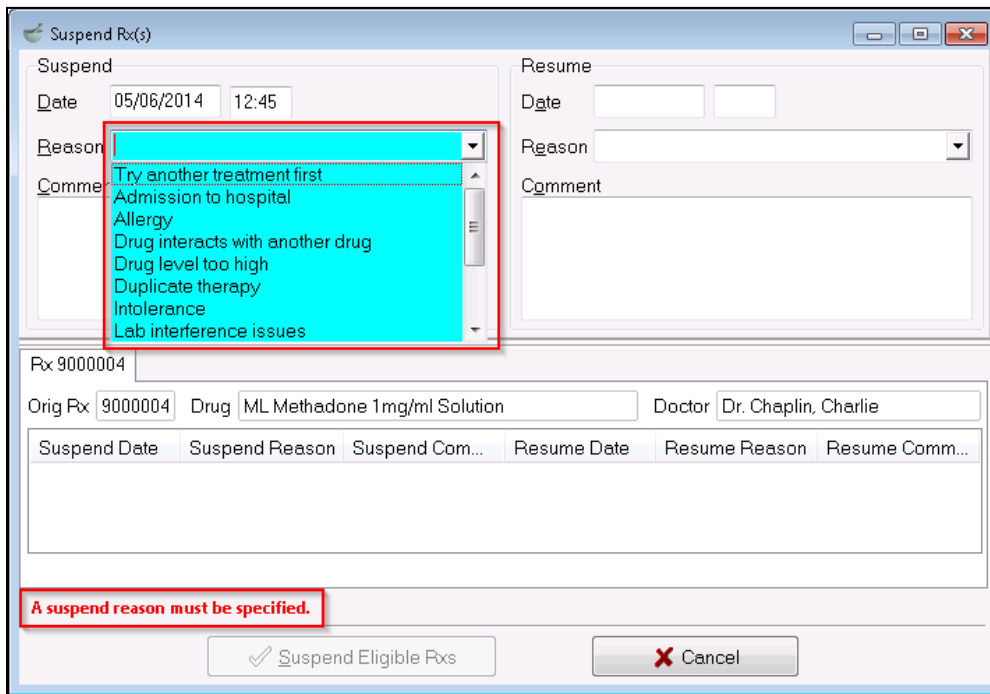 Suspend Rx(s)
Suspend
Date 05/06/2014 12:45
Reason
Try another treatment first
Admission to hospital
Allergy
Drug interacts with another drug
Drug level too high
Duplicate therapy
Intolerance
Lab interference issues
Resume
Date
Reason
Comment
Rx 9000004
Orig Rx 9000004 Drug ML Methadone 1mg/ml Solution Doctor Dr. Chaplin, Charlie
Suspend Date Suspend Reason Suspend Com... Resume Date Resume Reason Resume Comm...
A suspend reason must be specified.
Suspend Eligible Rxs Cancel